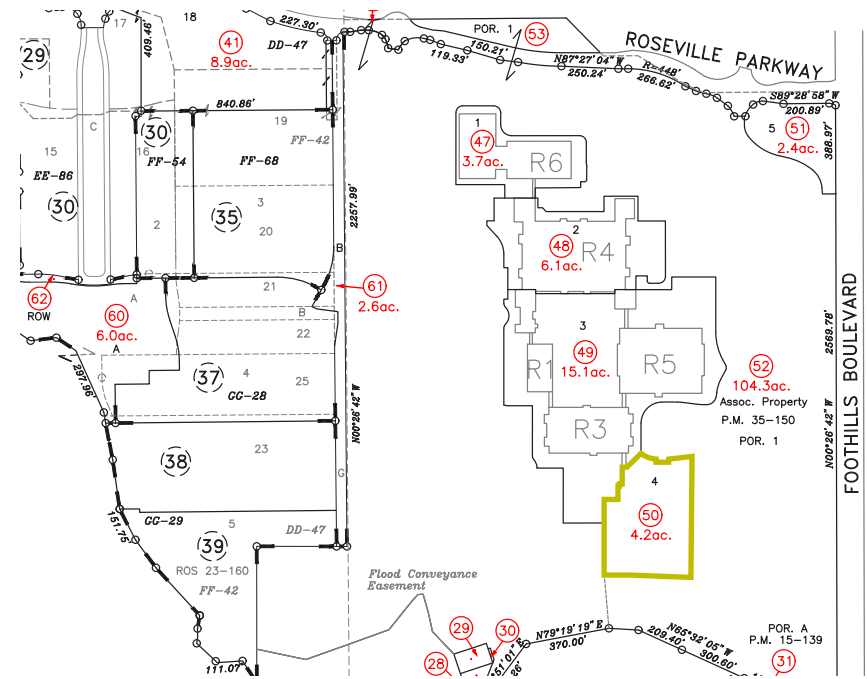 17
18
227.30'
POR. 1
53
41
8.9ac.
DD-47
409.46'
29
150.21'
119.33'
N87°27'04"W
250.24'
R=448'
266.62'
ROSEVILLE PARKWAY
S89°28'58"W
200.89'
5
51
2.4ac.
388.97'
840.86'
19
FF-42
C
30
15
16
FF-54
FF-68
EE-86
30
35
3
20
2
2257.99'
B
1
47
3.7ac.
R6
2
48
6.1ac.
R4
A
21
61
2.6ac.
62
ROW
60
6.0ac.
A
B
22
297.96'
37
4
25
GG-28
N00°26'42"W
3
49
15.1ac.
R1
R5
R3
52
104.3ac.
Assoc. Property
P.M. 35-150
POR. 1
2569.78'
N00°26'42"W
FOOTHILLS BOULEVARD
38
23
G
151.75'
GG-29
5
DD-47
39
ROS 23-160
FF-42
4
50
4.2ac.
Flood Conveyance
Easement
29
30
28
51'01"E
26'
N79°19'19"E
370.00'
N65°32'05"W
209.40'
300.60'
POR. A
P.M. 15-139
31
111.07'